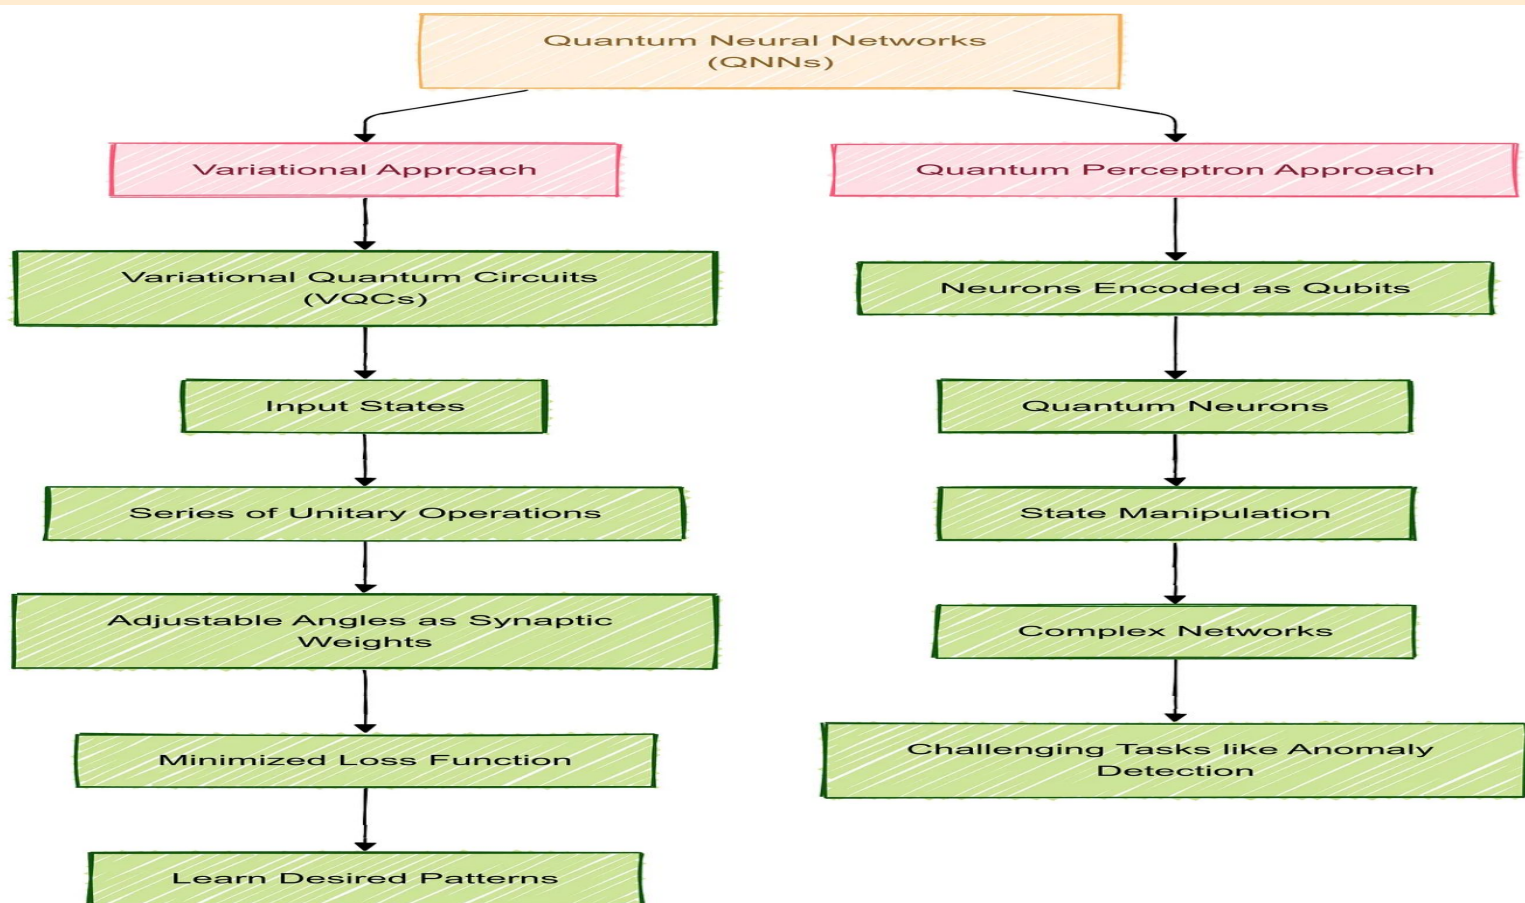 Quantum Neural Networks
(QNNs)
Variational Approach
Quantum Perceptron Approach
Variational Quantum Circuits
(VQCs)
Neurons Encoded as Qubits
Input States
Quantum Neurons
Series of Unitary Operations
State Manipulation
Adjustable Angles as Synaptic
Weights
Complex Networks
Minimized Loss Function
Challenging Tasks like Anomaly
Detection
Learn Desired Patterns